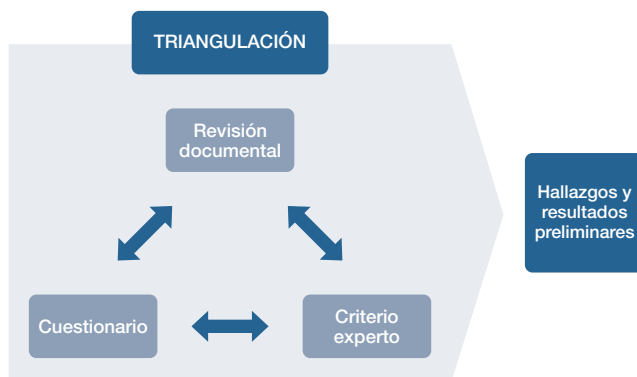 TRIANGULACIÓN
Revisión
documental
Hallazgos y
resultados
preliminares
Cuestionario
Criterio
experto